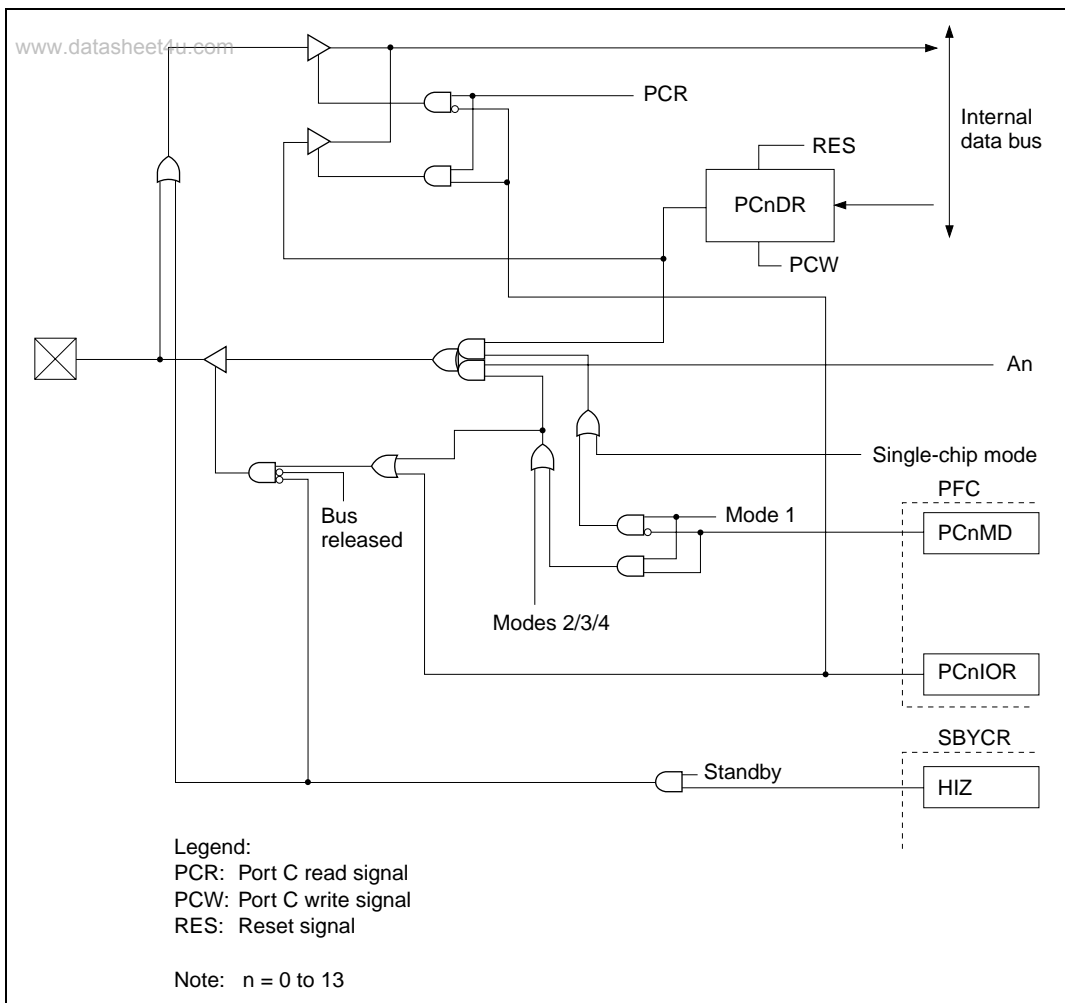 www.datasheet4u.com
PCR
Internal
data bus
RES
PCnDR
PCW
An
Single-chip mode
PFC
Mode 1
PCnMD
Bus
released
Modes 2/3/4
PCnIOR
SBYCR
Standby
HIZ
Legend:
PCR: Port C read signal
PCW: Port C write signal
RES: Reset signal
Note: n = 0 to 13